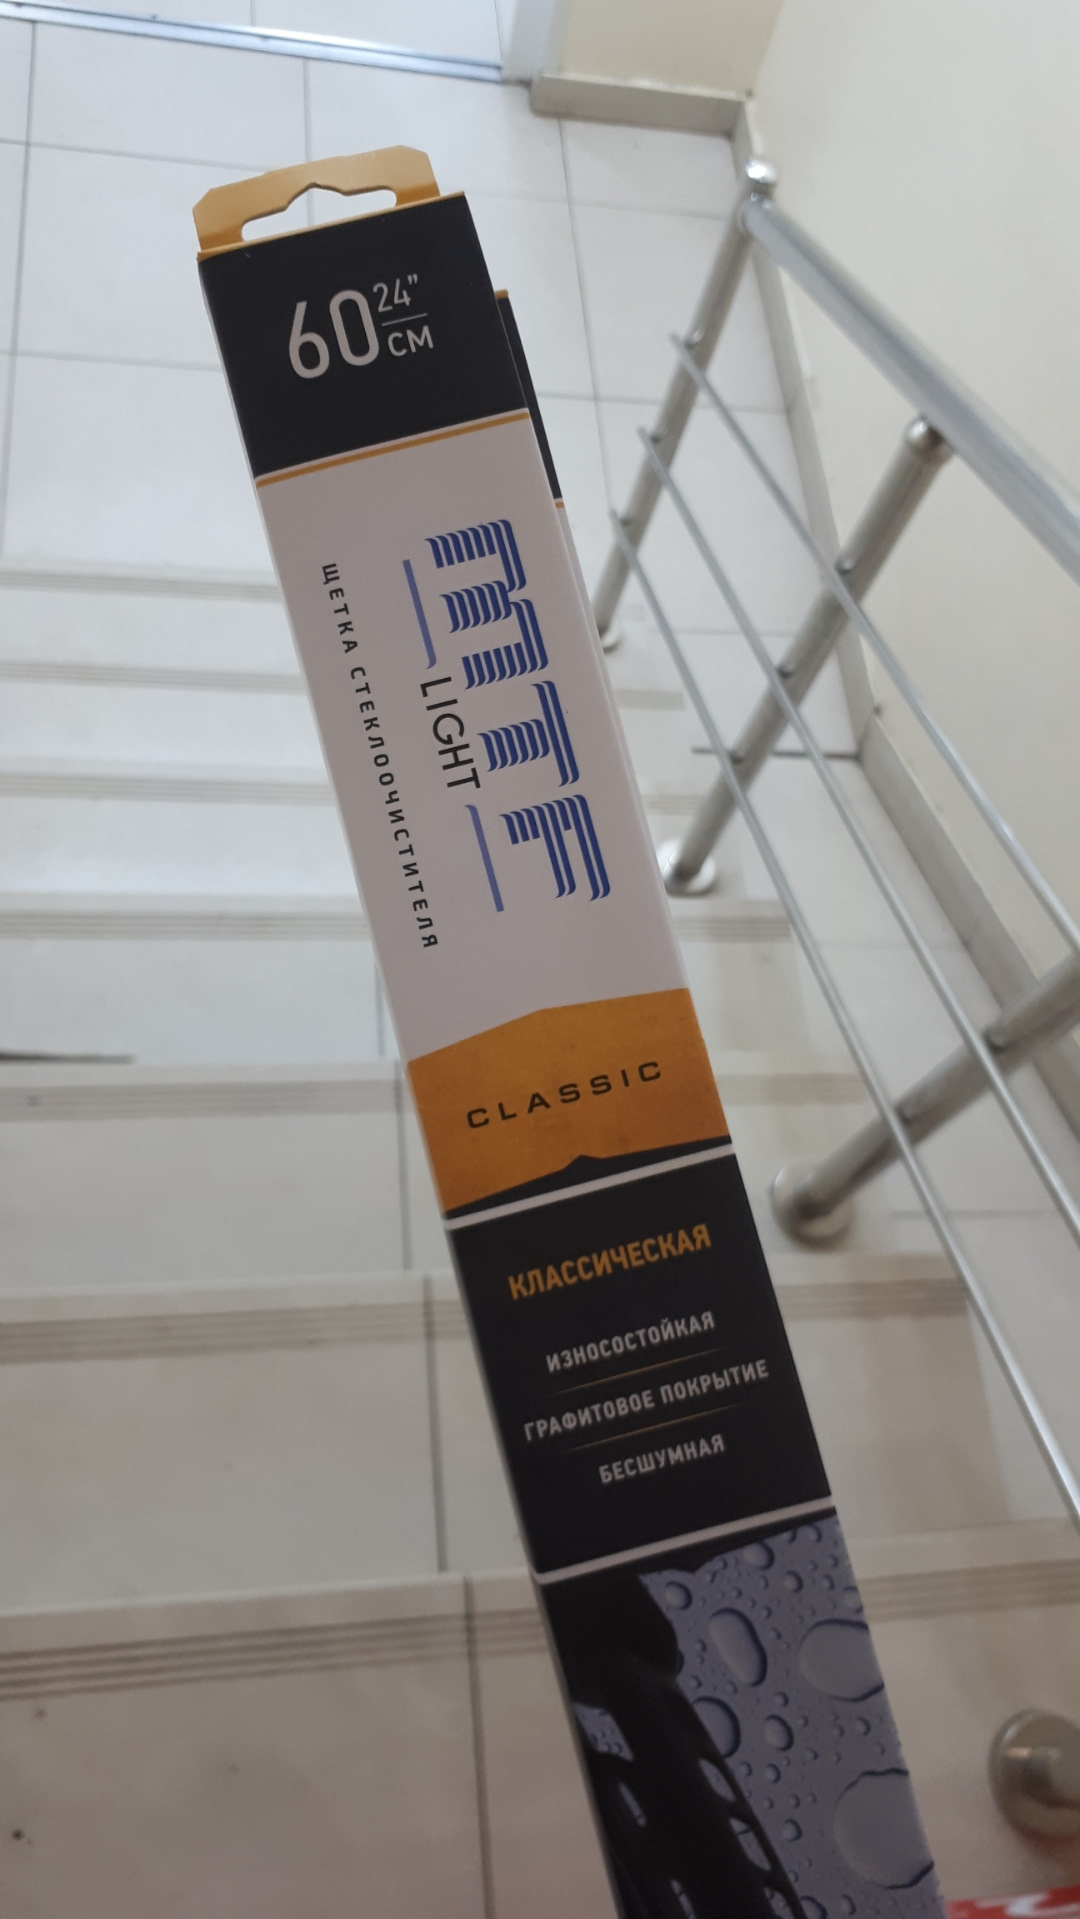 60 24”
СМ
MTF
LIGHT
ЩЕТКА СТЕКЛООЧИСТИТЕЛЯ
CLASSIC
КЛАССИЧЕСКАЯ
ИЗНОСОСТОЙКАЯ
ГРАФИТОВОЕ ПОКРЫТИЕ
БЕСШУМНАЯ